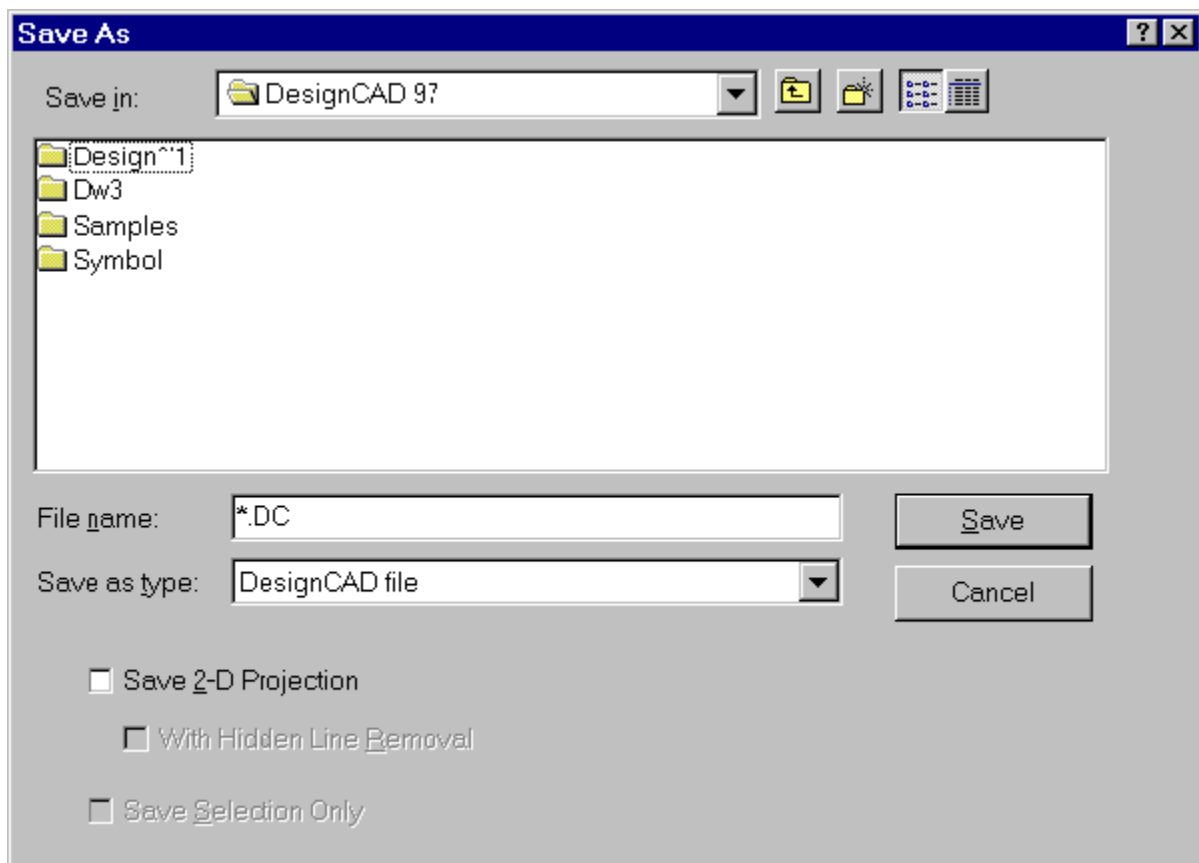 Save As
Save in:
DesignCAD 97
Design^'1
Dw3
Samples
Symbol
File name:
*.DC
Save
Save as type:
DesignCAD file
Cancel
Save 2-D Projection
With Hidden Line Removal
Save Selection Only